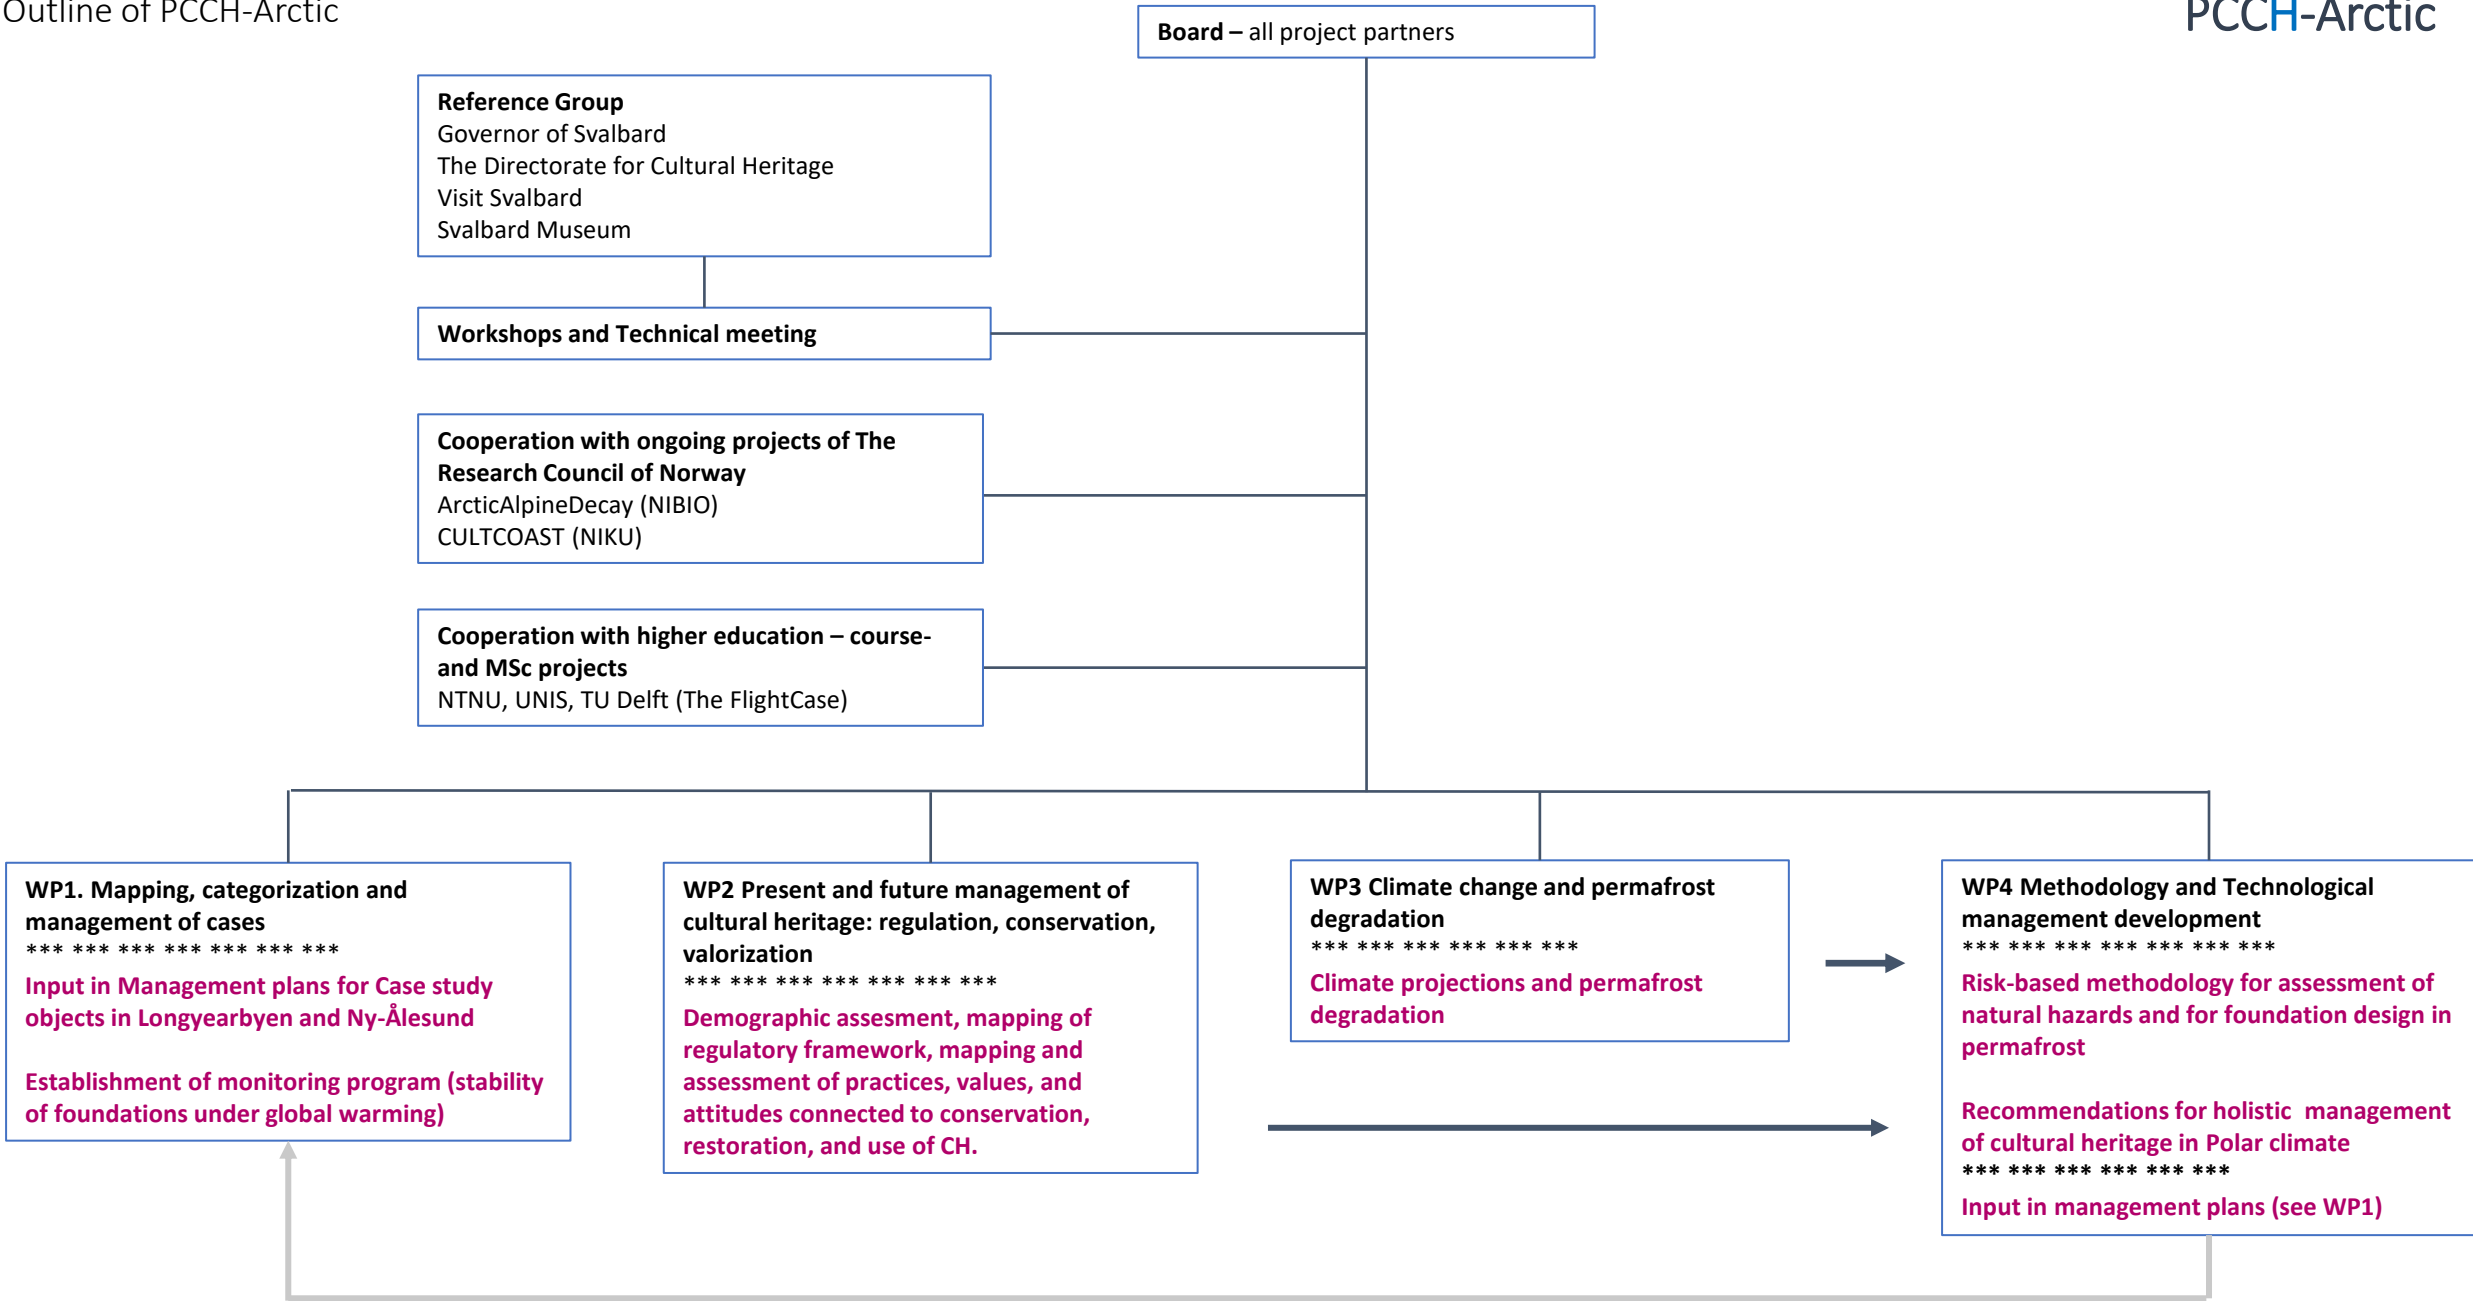 Outline of PCCH-Arctic
PCCH-Arctic
Board – all project partners
Reference Group
Governor of Svalbard
The Directorate for Cultural Heritage
Visit Svalbard
Svalbard Museum
Workshops and Technical meeting
Cooperation with ongoing projects of The
Research Council of Norway
ArcticAlpineDecay (NIBIO)
CULTCOAST (NIKU)
Cooperation with higher education – course-
and MSc projects
NTNU, UNIS, TU Delft (The FlightCase)
WP1. Mapping, categorization and
management of cases
*** *** *** *** *** *** ***
Input in Management plans for Case study
objects in Longyearbyen and Ny-Ålesund
Establishment of monitoring program (stability
of foundations under global warming)
WP2 Present and future management of
cultural heritage: regulation, conservation,
valorization
*** *** *** *** *** *** ***
Demographic assesment, mapping of
regulatory framework, mapping and
assessment of practices, values, and
attitudes connected to conservation,
restoration, and use of CH.
WP3 Climate change and permafrost
degradation
*** *** *** *** *** ***
Climate projections and permafrost
degradation
WP4 Methodology and Technological
management development
*** *** *** *** *** *** ***
Risk-based methodology for assessment of
natural hazards and for foundation design in
permafrost
Recommendations for holistic  management
of cultural heritage in Polar climate
*** *** *** *** *** ***
Input in management plans (see WP1)